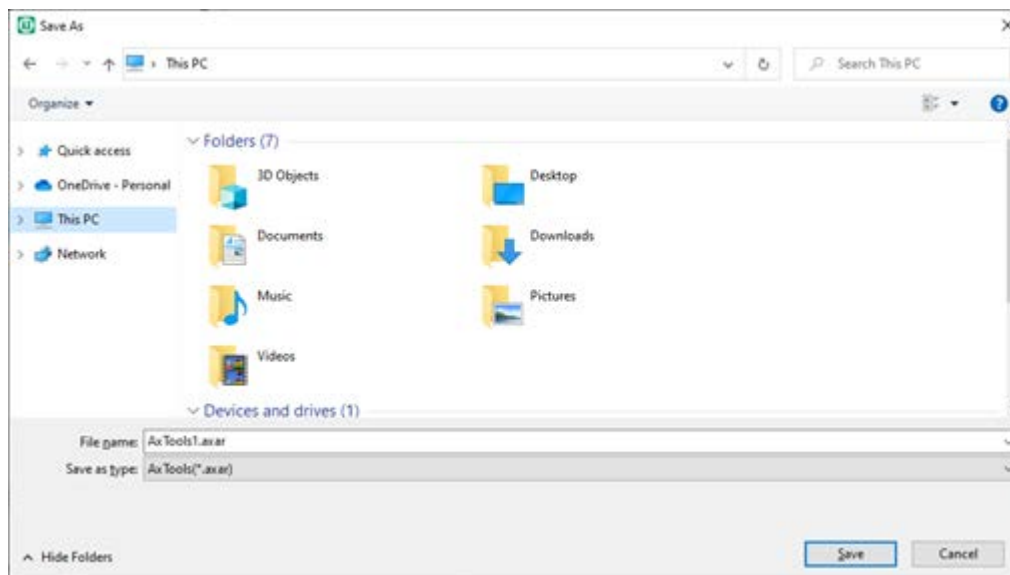 Save As
This PC
Search This PC
Organize
Quick access
OneDrive - Personal
This PC
Network
Folders (7)
3D Objects
Desktop
Documents
Downloads
Music
Pictures
Videos
Devices and drives (1)
File name: AxTools1.axar
Save as type: AxTools(*.axar)
Hide Folders
Save
Cancel